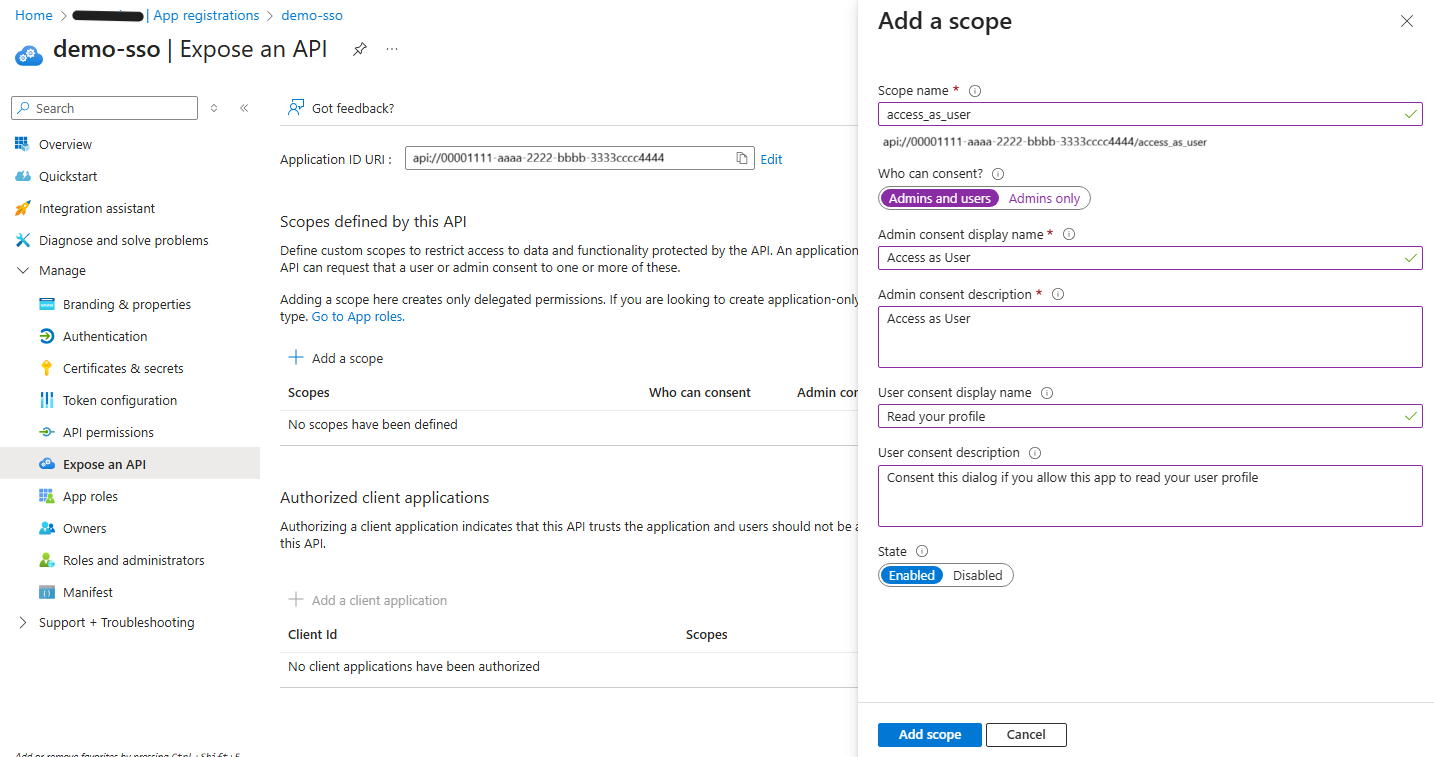 Home > | App registrations > demo-sso
demo-sso | Expose an API
Search
Overview
Quickstart
Integration assistant
Diagnose and solve problems
Manage
Branding & properties
Authentication
Certificates & secrets
Token configuration
API permissions
Expose an API
App roles
Owners
Roles and administrators
Manifest
Support + Troubleshooting
Add or remove favorites by pressing Ctrl+Shift+F
Got feedback?
Application ID URI : api://00001111-aaaa-2222-bbbb-3333cccc4444 Edit
Scopes defined by this API
Define custom scopes to restrict access to data and functionality protected by the API. An application
API can request that a user or admin consent to one or more of these.
Adding a scope here creates only delegated permissions. If you are looking to create application-only
type. Go to App roles.
Add a scope
Scopes Who can consent Admin cor
No scopes have been defined
Authorized client applications
Authorizing a client application indicates that this API trusts the application and users should not be a
this API.
Add a client application
Client Id Scopes
No client applications have been authorized
Add a scope
Scope name *
access_as_user
api://00001111-aaaa-2222-bbbb-3333cccc4444/access_as_user
Who can consent?
Admins and users Admins only
Admin consent display name *
Access as User
Admin consent description *
Access as User
User consent display name
Read your profile
User consent description
Consent this dialog if you allow this app to read your user profile
State
Enabled Disabled
Add scope Cancel